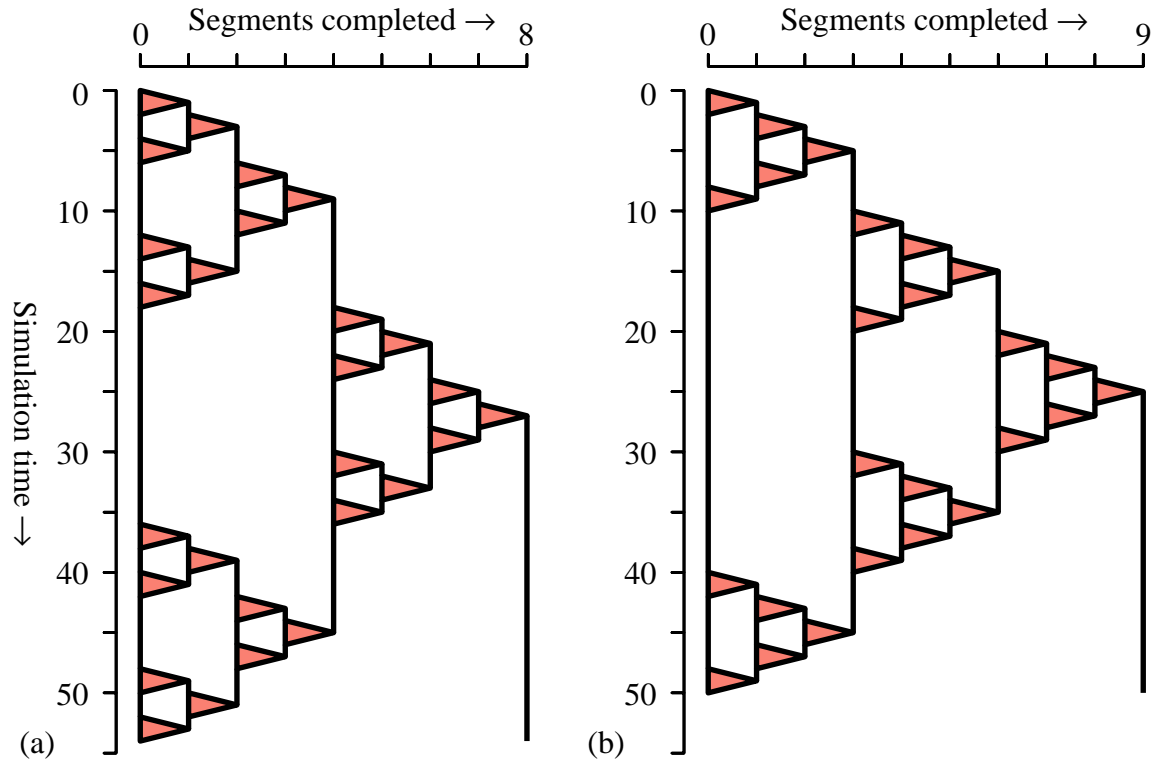 Segments completed →
0 8
0
10
20
30
40
50
Simulation time →
(a)
Segments completed →
0 9
0
10
20
30
40
50
(b)